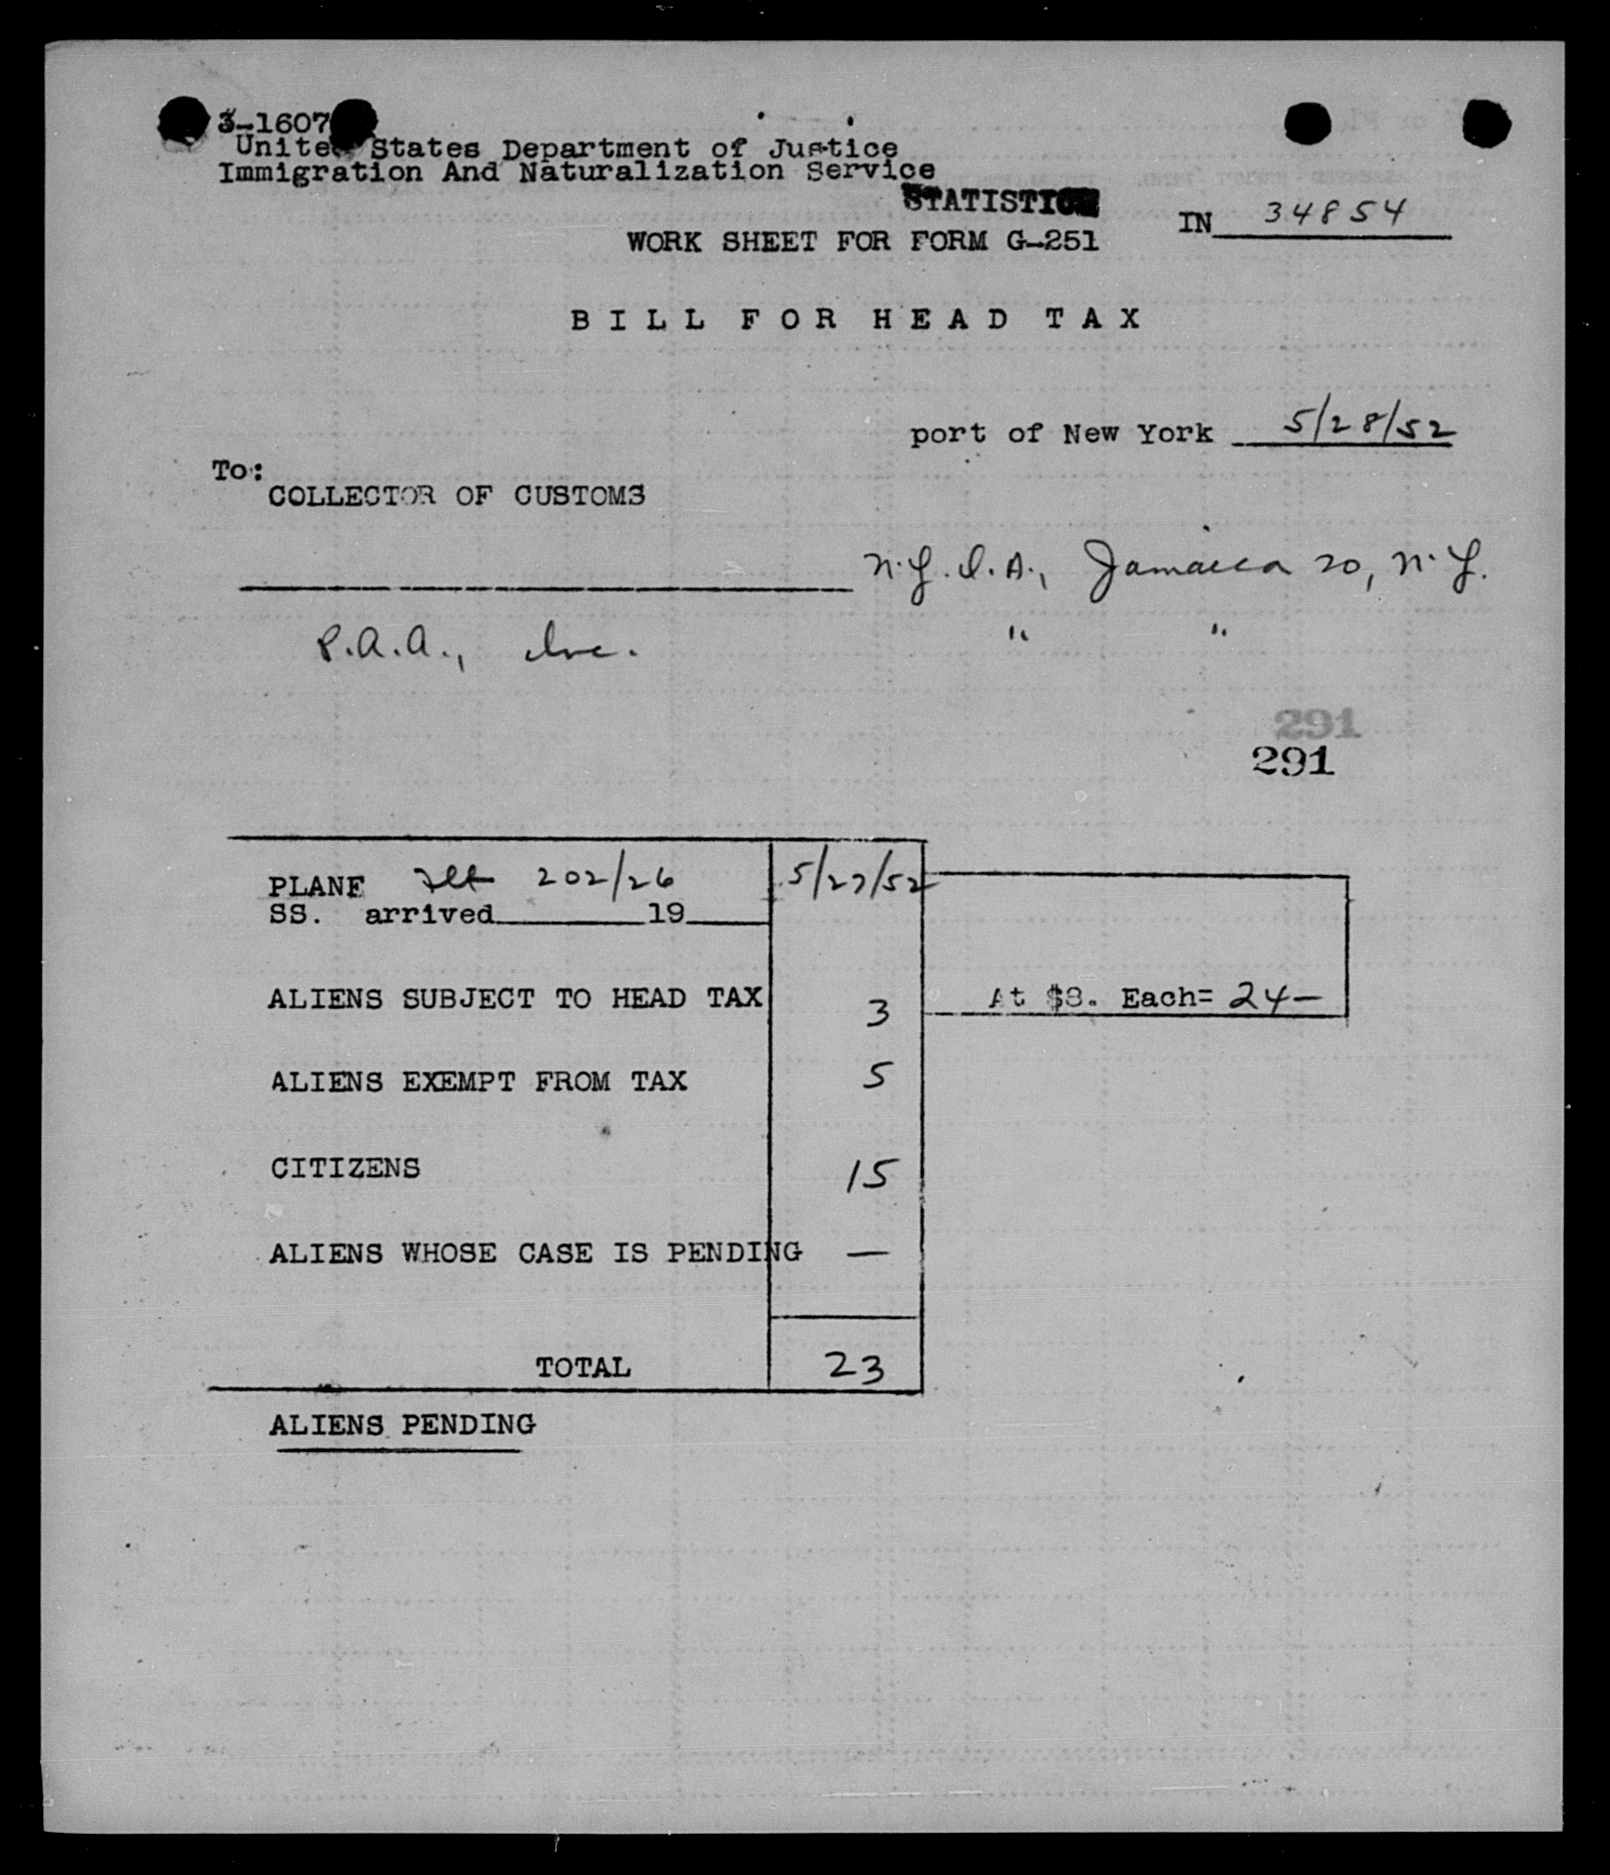 3-1607
United States Department of Justice
Immigration And Naturalization Service
STATISTICS
WORK SHEET FOR FORM G-251
IN 34854
BILL FOR HEAD TAX
port of New York 5/28/52
To:
COLLECTOR OF CUSTOMS
N.Y.I.A., Jamaica 20, N.Y.
P.A.A., Inc. " "
291
291
PLANE Flt 202/26 5/27/52
SS. arrived 19
ALIENS SUBJECT TO HEAD TAX 3 At $8. Each= 24—
ALIENS EXEMPT FROM TAX 5
CITIZENS 15
ALIENS WHOSE CASE IS PENDING —
TOTAL 23
ALIENS PENDING